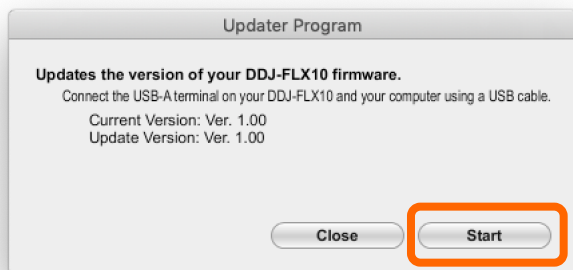 Updater Program
Updates the version of your DDJ-FLX10 firmware.
Connect the USB-A terminal on your DDJ-FLX10 and your computer using a USB cable.
Current Version: Ver. 1.00
Update Version: Ver. 1.00
Close
Start